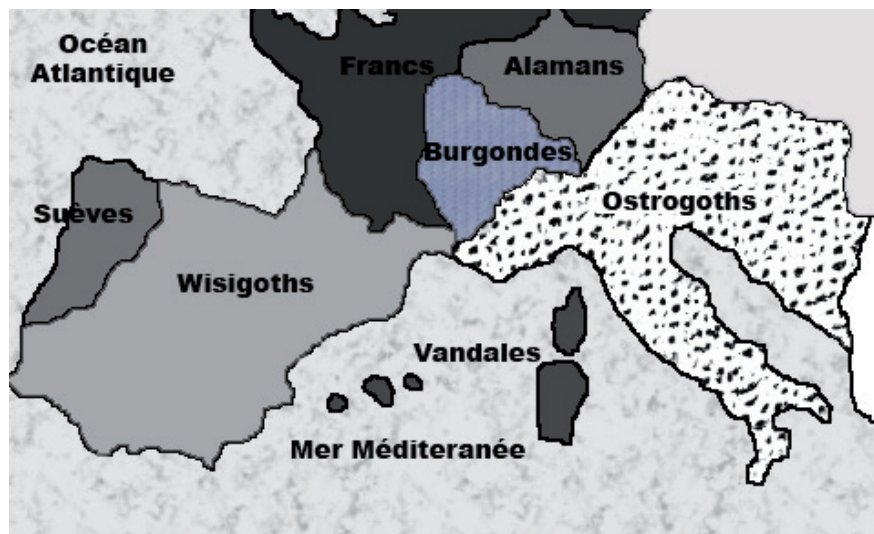 Océan
Atlantique
Francs
Alamans
Burgondes
Suèves
Ostrogoths
Wisigoths
Vandales
Mer Méditeranée